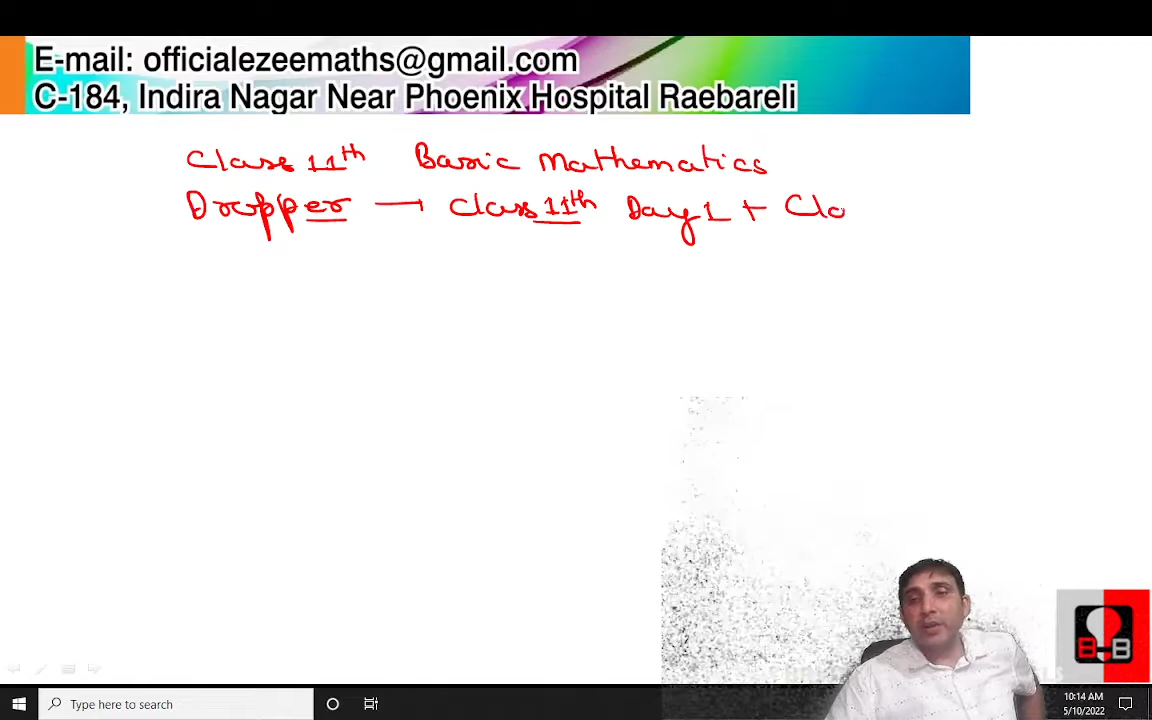 E-mail: officialezeemaths@gmail.com
C-184, Indira Nagar Near Phoenix Hospital Raebareli
Class 11th Basic Mathematics
Dropper → Class 11th Day 1 + Cla
Type here to search
10:14 AM
5/10/2022